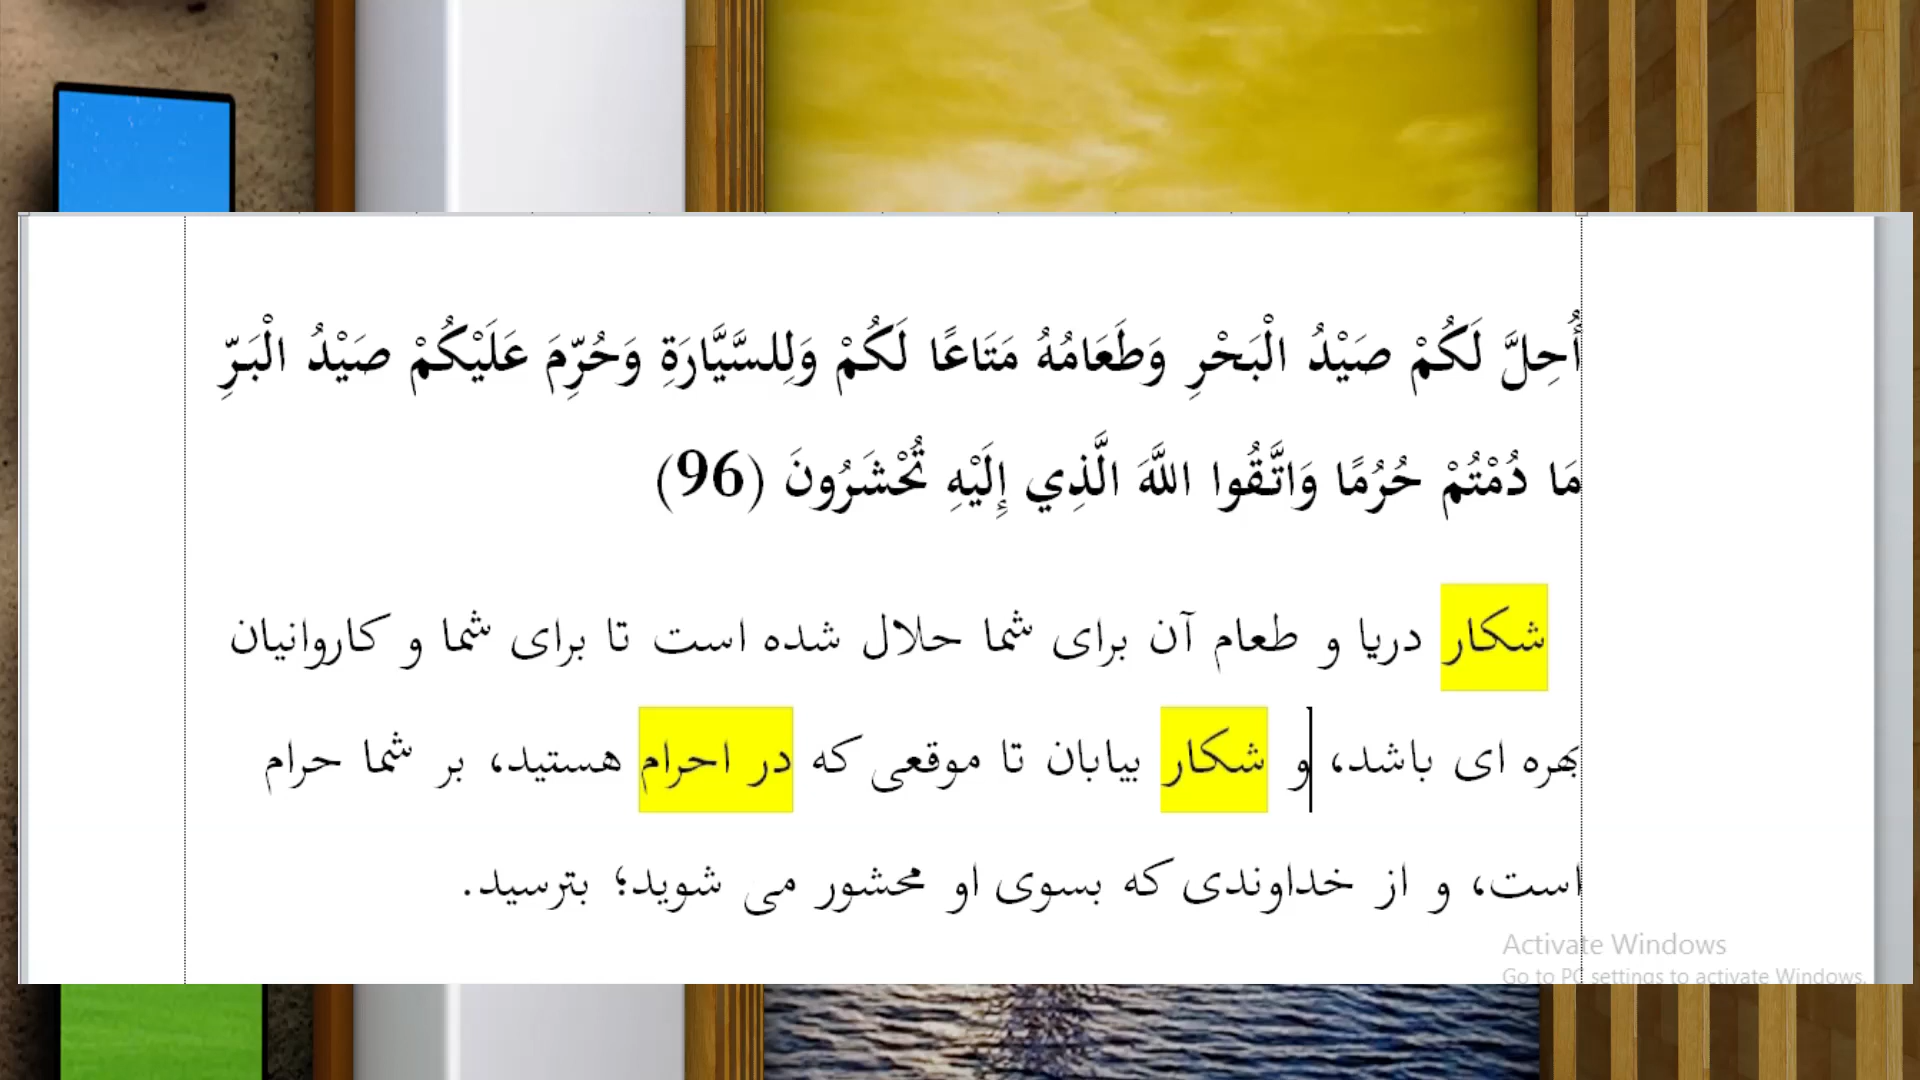 أُحِلَّ لَكُمْ صَيْدُ الْبَحْرِ وَطَعَامُهُ مَتَاعًا لَكُمْ وَلِلسَّيَّارَةِ وَحُرِّمَ عَلَيْكُمْ صَيْدُ الْبَرِّ
مَا دُمْتُمْ حُرُمًا وَاتَّقُوا اللَّهَ الَّذِي إِلَيْهِ تُحْشَرُونَ (96)
شکار دریا و طعام آن برای شما حلال شده است تا برای شما و کاروانیان
بهره ای باشد، و شکار بیابان تا موقعی که در احرام هستید، بر شما حرام
است، و از خداوندی که بسوی او محشور می شوید؛ بترسید.
Activate Windows
Go to PC settings to activate Windows.